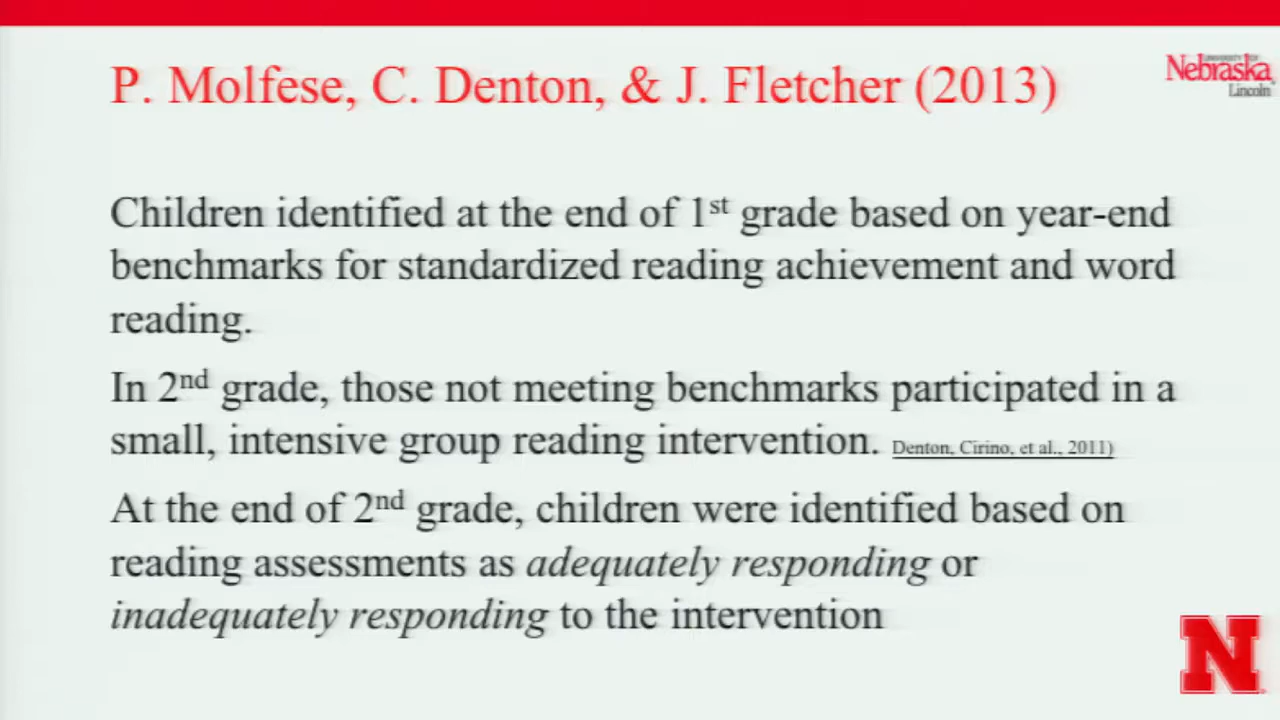 P. Molfese, C. Denton, & J. Fletcher (2013)
UNIVERSITY OF
Nebraska
Lincoln
Children identified at the end of 1st grade based on year-end
benchmarks for standardized reading achievement and word
reading.
In 2nd grade, those not meeting benchmarks participated in a
small, intensive group reading intervention. Denton, Cirino, et al., 2011)
At the end of 2nd grade, children were identified based on
reading assessments as adequately responding or
inadequately responding to the intervention
N